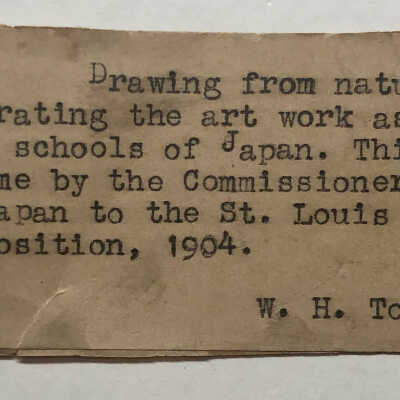 Drawing from natu
rating the art work as
schools of Japan. Thi
me by the Commissioner
apan to the St. Louis
osition, 1904.
W. H. To